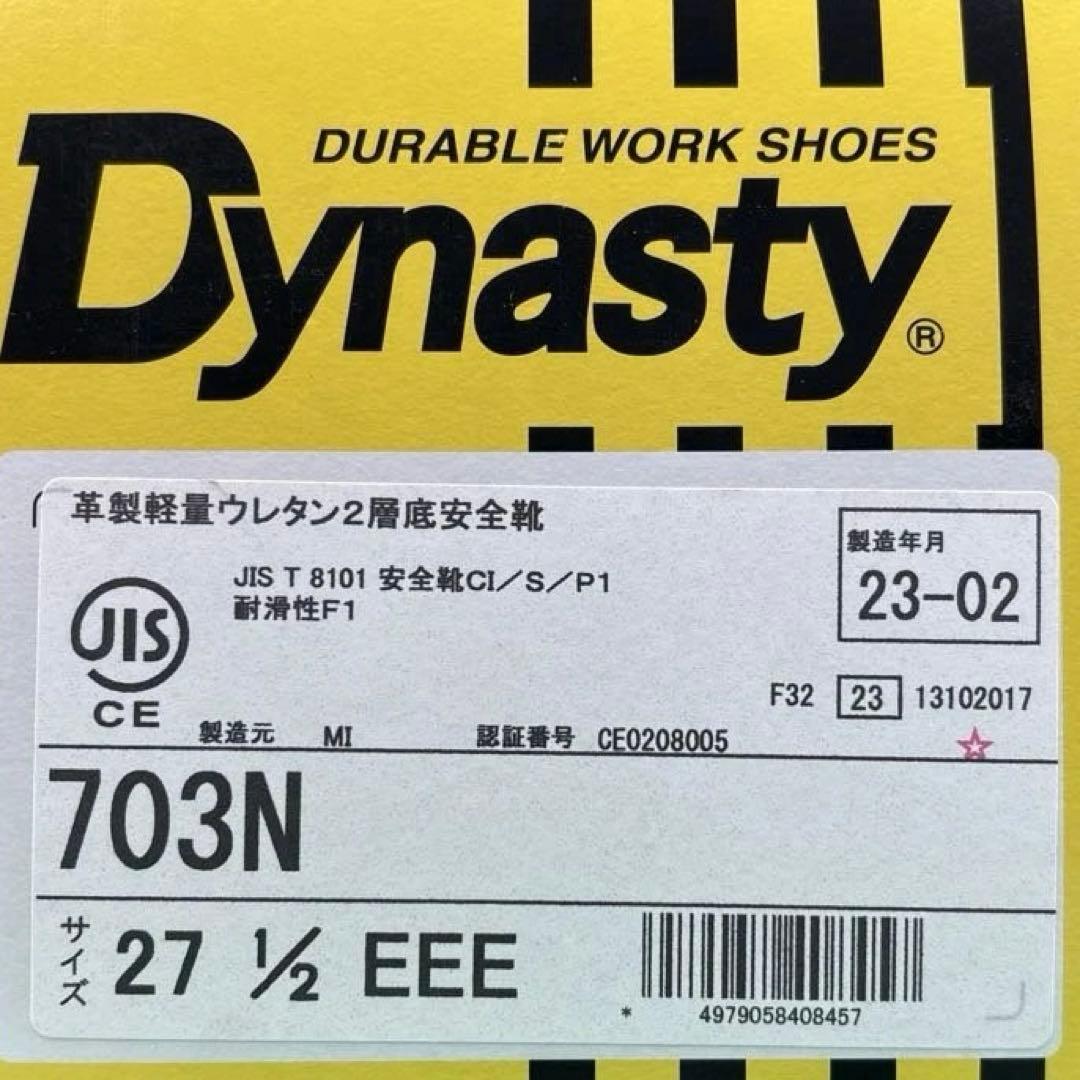 DURABLE WORK SHOES
Dynasty®
革製軽量ウレタン2層底安全靴
製造年月
23-02
JIS T 8101 安全靴CI／S／P1
耐滑性F1
JIS
CE
F32 23 13102017
製造元 MI 認証番号 CE0208005
703N
サイズ 27 ½ EEE
* 4979058408457